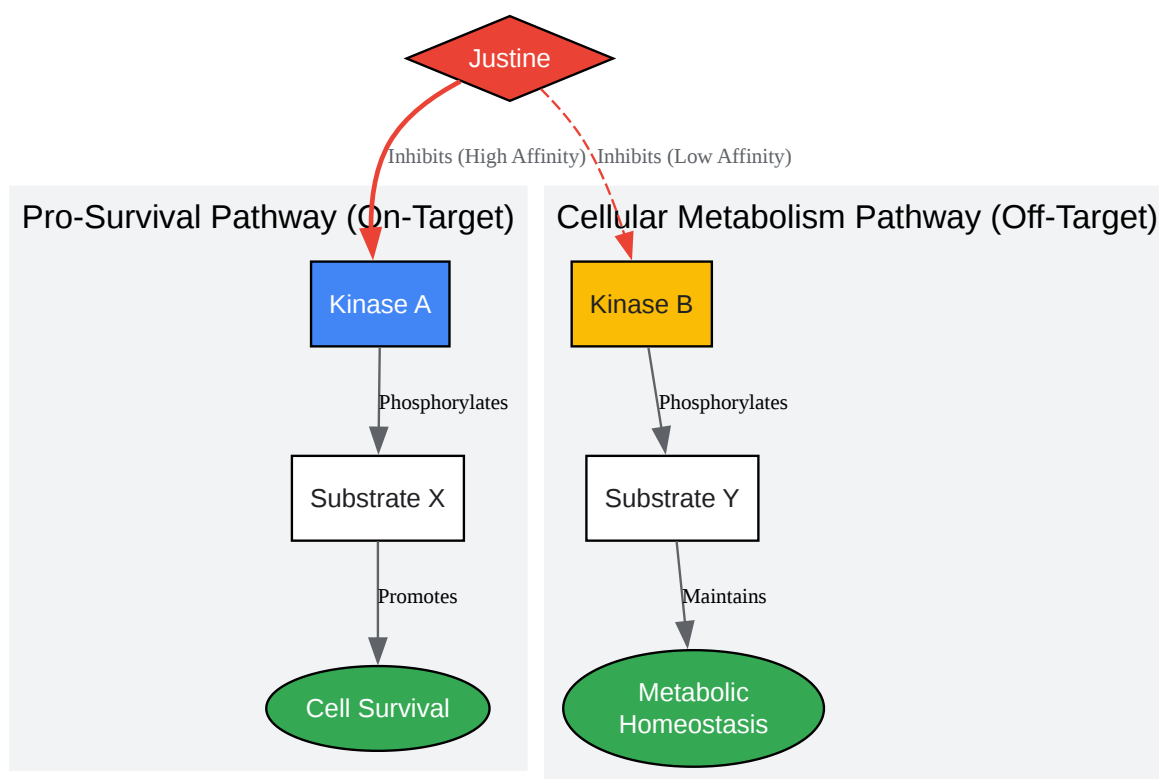 Justine
Inhibits (High Affinity)
Inhibits (Low Affinity)
Pro-Survival Pathway (On-Target)
Cellular Metabolism Pathway (Off-Target)
Kinase A
Kinase B
Phosphorylates
Phosphorylates
Substrate X
Substrate Y
Promotes
Maintains
Cell Survival
Metabolic
Homeostasis